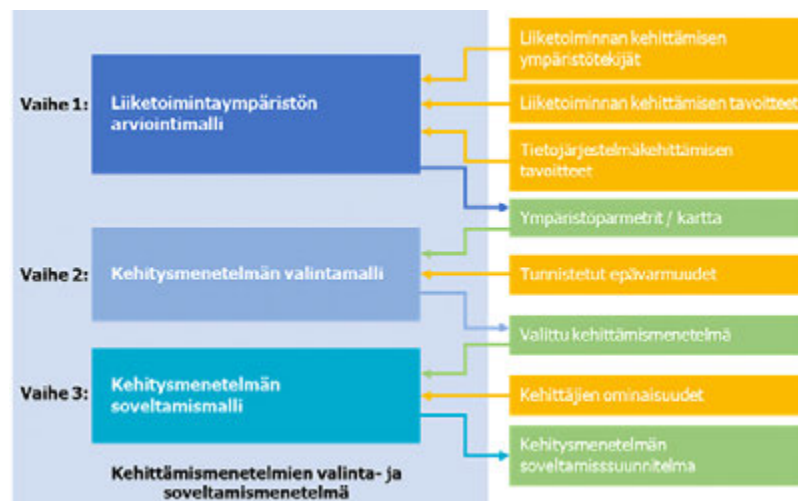 Vaihe 1:
Liiketoimintaympäristön
arviointimalli
Liiketoiminnan kehittämisen
ympäristötekijät
Liiketoiminnan kehittämisen tavoitteet
Tietojärjestelmäkehittämisen
tavoitteet
Ympäristöparmetrit / kartta
Vaihe 2:
Kehitysmenetelmän valintamalli
Tunnistetut epävarmuudet
Valittu kehittämismenetelmä
Vaihe 3:
Kehitysmenetelmän
soveltamismalli
Kehittäjien ominaisuudet
Kehitysmenetelmän
soveltamisssuunnitelma
Kehittämismenetelmien valinta- ja
soveltamismenetelmä